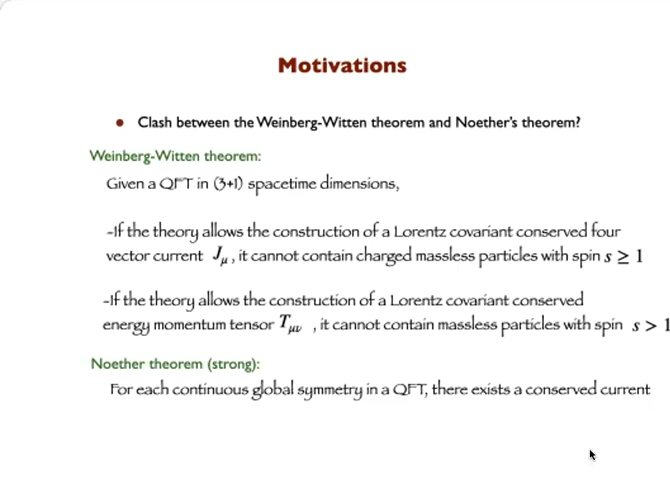 Motivations
• Clash between the Weinberg-Witten theorem and Noether's theorem?
Weinberg-Witten theorem:
Given a QFT in (3+1) spacetime dimensions,
-If the theory allows the construction of a Lorentz covariant conserved four
vector current J_μ, it cannot contain charged massless particles with spin s ≥ 1
-If the theory allows the construction of a Lorentz covariant conserved
energy momentum tensor T_μν , it cannot contain massless particles with spin s > 1
Noether theorem (strong):
For each continuous global symmetry in a QFT, there exists a conserved current